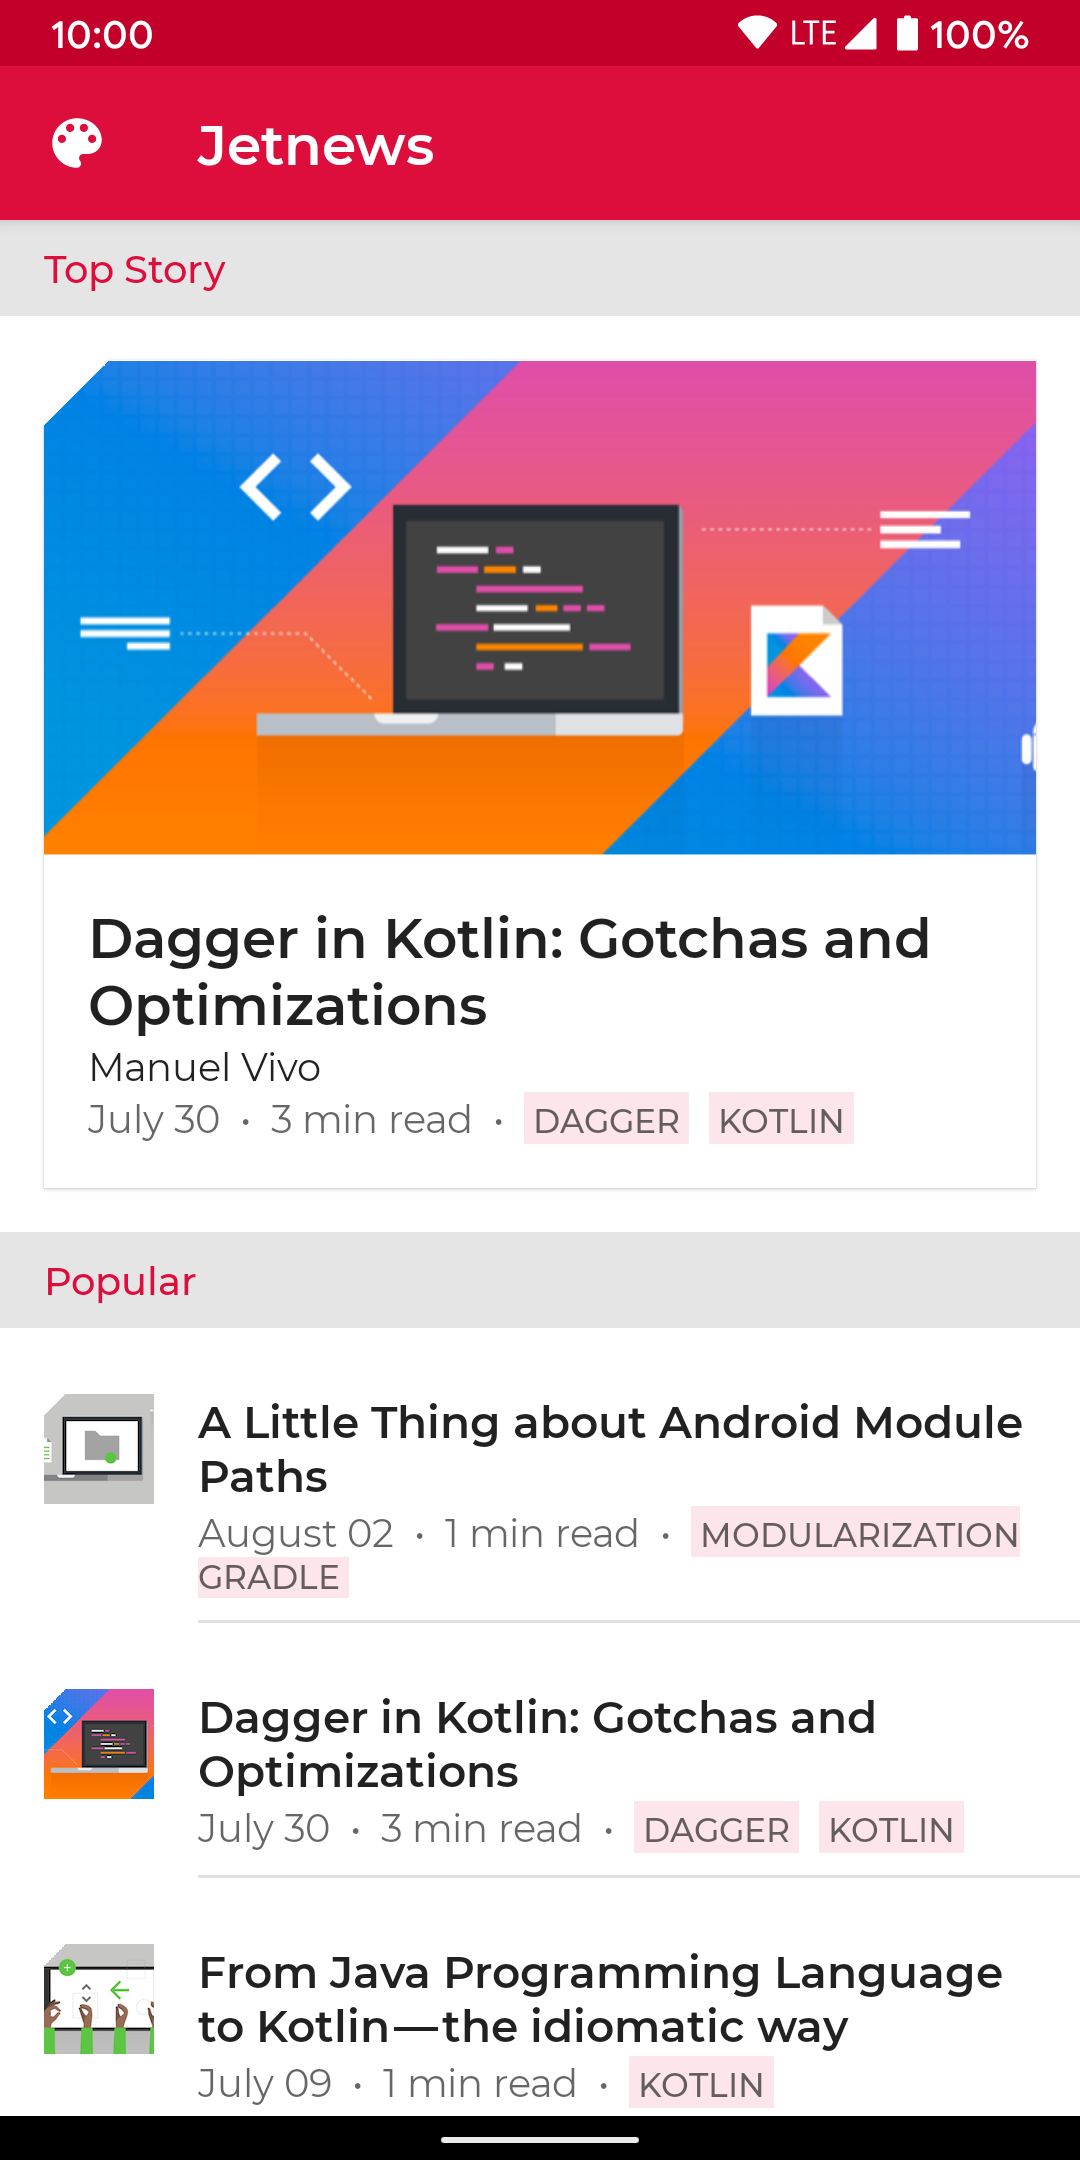 10:00 LTE 100%
Jetnews
Top Story
Dagger in Kotlin: Gotchas and
Optimizations
Manuel Vivo
July 30 • 3 min read • DAGGER KOTLIN
Popular
A Little Thing about Android Module
Paths
August 02 • 1 min read • MODULARIZATION
GRADLE
Dagger in Kotlin: Gotchas and
Optimizations
July 30 • 3 min read • DAGGER KOTLIN
From Java Programming Language
to Kotlin—the idiomatic way
July 09 • 1 min read • KOTLIN